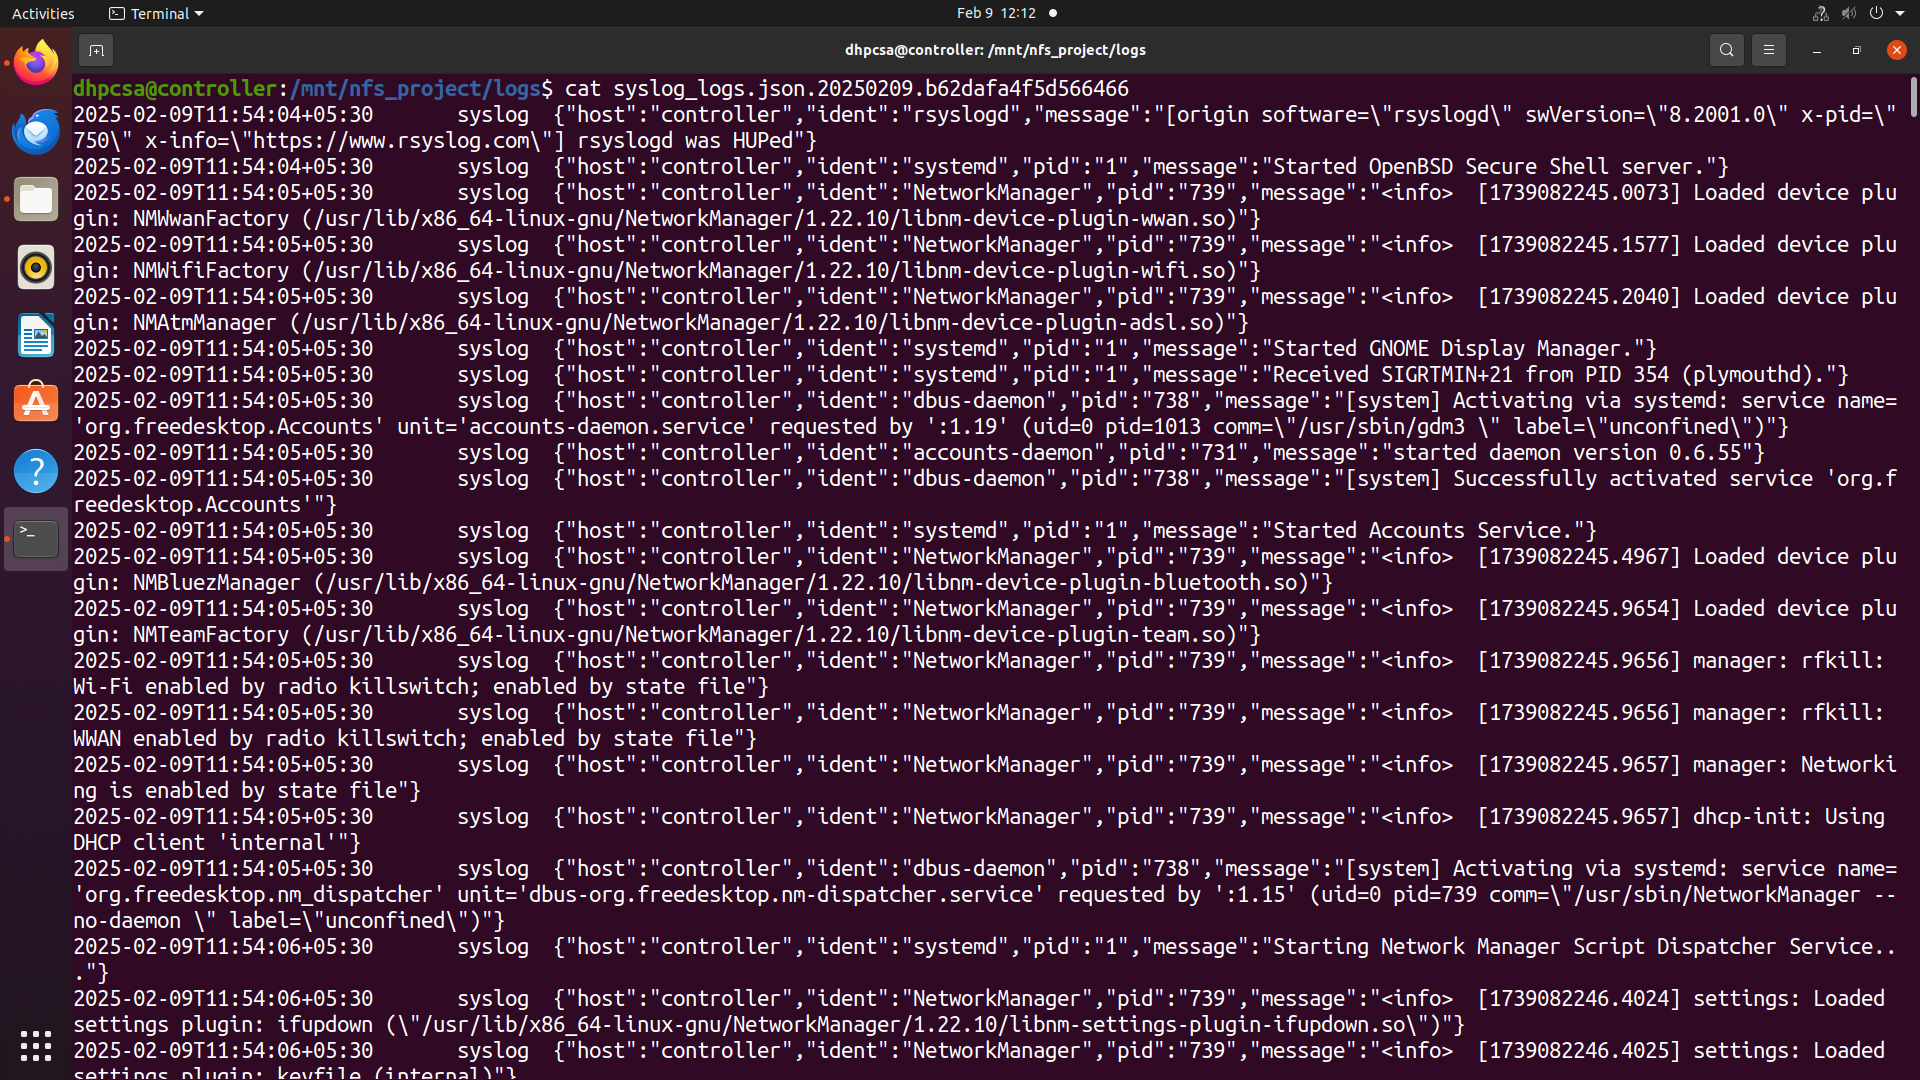 Activities
Terminal
Feb 9 12:12
dhpcsa@controller: /mnt/nfs_project/logs
dhpcsa@controller:/mnt/nfs_project/logs$ cat syslog_logs.json.20250209.b62dafa4f5d566466
2025-02-09T11:54:04+05:30       syslog  {"host":"controller","ident":"rsyslogd","message":"[origin software=\"rsyslogd\" swVersion=\"8.2001.0\" x-pid=\"
750\" x-info=\"https://www.rsyslog.com\"] rsyslogd was HUPed"}
2025-02-09T11:54:04+05:30       syslog  {"host":"controller","ident":"systemd","pid":"1","message":"Started OpenBSD Secure Shell server."}
2025-02-09T11:54:05+05:30       syslog  {"host":"controller","ident":"NetworkManager","pid":"739","message":"<info>  [1739082245.0073] Loaded device plu
gin: NMWwanFactory (/usr/lib/x86_64-linux-gnu/NetworkManager/1.22.10/libnm-device-plugin-wwan.so)"}
2025-02-09T11:54:05+05:30       syslog  {"host":"controller","ident":"NetworkManager","pid":"739","message":"<info>  [1739082245.1577] Loaded device plu
gin: NMWifiFactory (/usr/lib/x86_64-linux-gnu/NetworkManager/1.22.10/libnm-device-plugin-wifi.so)"}
2025-02-09T11:54:05+05:30       syslog  {"host":"controller","ident":"NetworkManager","pid":"739","message":"<info>  [1739082245.2040] Loaded device plu
gin: NMAtmManager (/usr/lib/x86_64-linux-gnu/NetworkManager/1.22.10/libnm-device-plugin-adsl.so)"}
2025-02-09T11:54:05+05:30       syslog  {"host":"controller","ident":"systemd","pid":"1","message":"Started GNOME Display Manager."}
2025-02-09T11:54:05+05:30       syslog  {"host":"controller","ident":"systemd","pid":"1","message":"Received SIGRTMIN+21 from PID 354 (plymouthd)."}
2025-02-09T11:54:05+05:30       syslog  {"host":"controller","ident":"dbus-daemon","pid":"738","message":"[system] Activating via systemd: service name=
'org.freedesktop.Accounts' unit='accounts-daemon.service' requested by ':1.19' (uid=0 pid=1013 comm=\"/usr/sbin/gdm3 \" label=\"unconfined\")"}
2025-02-09T11:54:05+05:30       syslog  {"host":"controller","ident":"accounts-daemon","pid":"731","message":"started daemon version 0.6.55"}
2025-02-09T11:54:05+05:30       syslog  {"host":"controller","ident":"dbus-daemon","pid":"738","message":"[system] Successfully activated service 'org.f
reedesktop.Accounts'"}
2025-02-09T11:54:05+05:30       syslog  {"host":"controller","ident":"systemd","pid":"1","message":"Started Accounts Service."}
2025-02-09T11:54:05+05:30       syslog  {"host":"controller","ident":"NetworkManager","pid":"739","message":"<info>  [1739082245.4967] Loaded device plu
gin: NMBluezManager (/usr/lib/x86_64-linux-gnu/NetworkManager/1.22.10/libnm-device-plugin-bluetooth.so)"}
2025-02-09T11:54:05+05:30       syslog  {"host":"controller","ident":"NetworkManager","pid":"739","message":"<info>  [1739082245.9654] Loaded device plu
gin: NMTeamFactory (/usr/lib/x86_64-linux-gnu/NetworkManager/1.22.10/libnm-device-plugin-team.so)"}
2025-02-09T11:54:05+05:30       syslog  {"host":"controller","ident":"NetworkManager","pid":"739","message":"<info>  [1739082245.9656] manager: rfkill:
Wi-Fi enabled by radio killswitch; enabled by state file"}
2025-02-09T11:54:05+05:30       syslog  {"host":"controller","ident":"NetworkManager","pid":"739","message":"<info>  [1739082245.9656] manager: rfkill:
WWAN enabled by radio killswitch; enabled by state file"}
2025-02-09T11:54:05+05:30       syslog  {"host":"controller","ident":"NetworkManager","pid":"739","message":"<info>  [1739082245.9657] manager: Networki
ng is enabled by state file"}
2025-02-09T11:54:05+05:30       syslog  {"host":"controller","ident":"NetworkManager","pid":"739","message":"<info>  [1739082245.9657] dhcp-init: Using
DHCP client 'internal'"}
2025-02-09T11:54:05+05:30       syslog  {"host":"controller","ident":"dbus-daemon","pid":"738","message":"[system] Activating via systemd: service name=
'org.freedesktop.nm_dispatcher' unit='dbus-org.freedesktop.nm-dispatcher.service' requested by ':1.15' (uid=0 pid=739 comm=\"/usr/sbin/NetworkManager --
no-daemon \" label=\"unconfined\")"}
2025-02-09T11:54:06+05:30       syslog  {"host":"controller","ident":"systemd","pid":"1","message":"Starting Network Manager Script Dispatcher Service..
."}
2025-02-09T11:54:06+05:30       syslog  {"host":"controller","ident":"NetworkManager","pid":"739","message":"<info>  [1739082246.4024] settings: Loaded
settings plugin: ifupdown (\"/usr/lib/x86_64-linux-gnu/NetworkManager/1.22.10/libnm-settings-plugin-ifupdown.so\")"}
2025-02-09T11:54:06+05:30       syslog  {"host":"controller","ident":"NetworkManager","pid":"739","message":"<info>  [1739082246.4025] settings: Loaded
settings plugin: keyfile (internal)"}